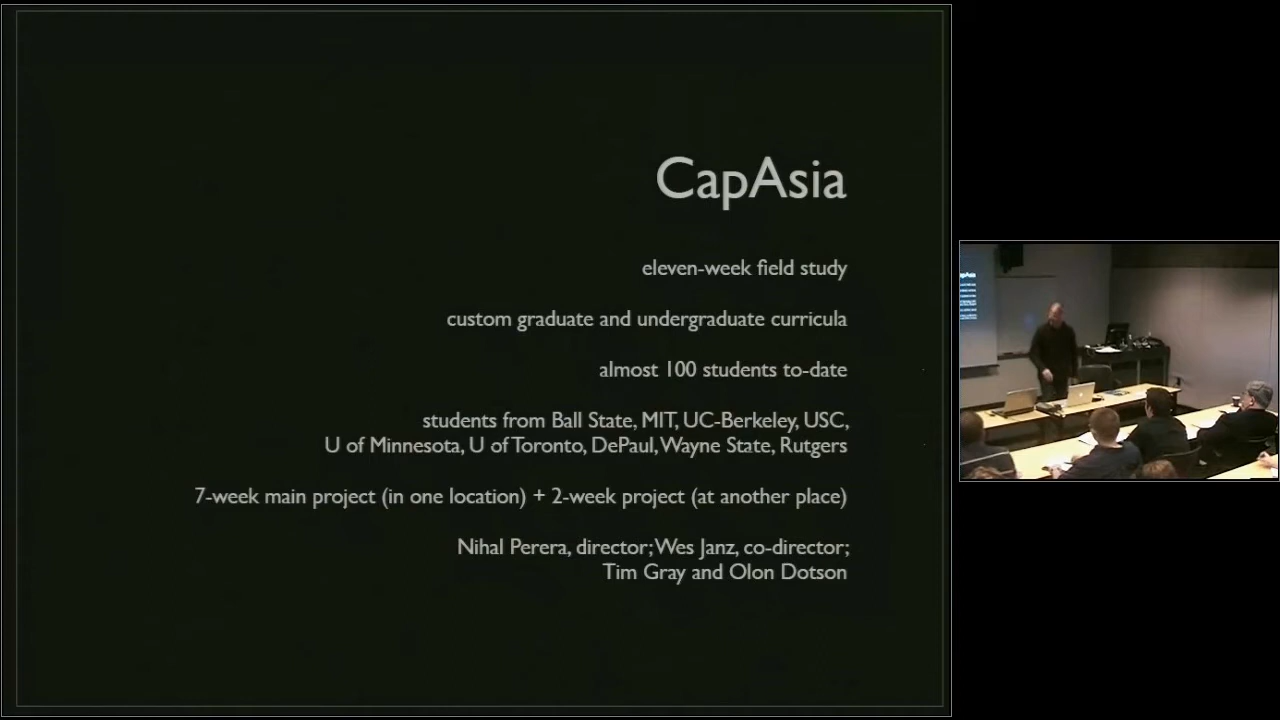 CapAsia
eleven-week field study
custom graduate and undergraduate curricula
almost 100 students to-date
students from Ball State, MIT, UC-Berkeley, USC,
U of Minnesota, U of Toronto, DePaul, Wayne State, Rutgers
7-week main project (in one location) + 2-week project (at another place)
Nihal Perera, director; Wes Janz, co-director;
Tim Gray and Olon Dotson